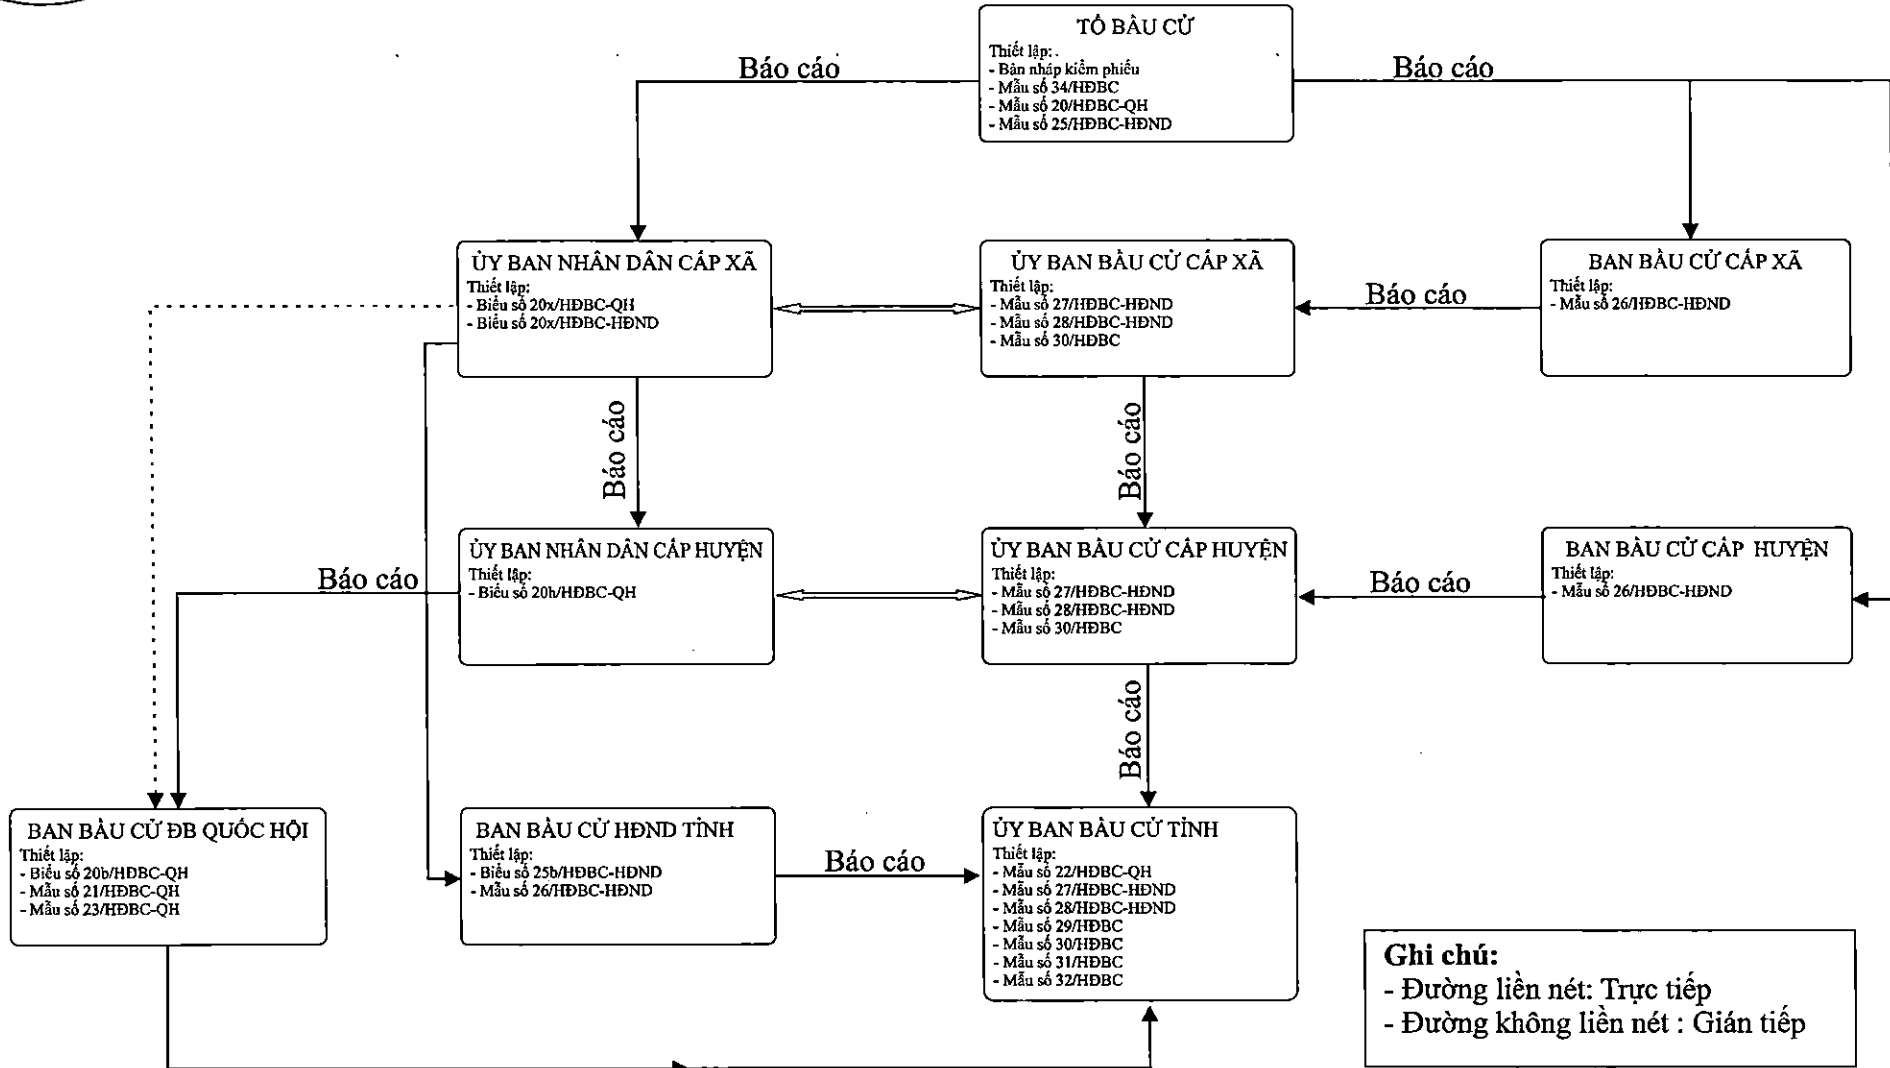 TỔ BẦU CỬ
Thiết lập:
- Bản nháp kiểm phiếu
- Mẫu số 34/HĐBC
- Mẫu số 20/HĐBC-QH
- Mẫu số 25/HĐBC-HĐND
Báo cáo
Báo cáo
ỦY BAN NHÂN DÂN CẤP XÃ
Thiết lập:
- Biểu số 20x/HĐBC-QH
- Biểu số 20x/HĐBC-HĐND
ỦY BAN BẦU CỬ CẤP XÃ
Thiết lập:
- Mẫu số 27/HĐBC-HĐND
- Mẫu số 28/HĐBC-HĐND
- Mẫu số 30/HĐBC
Báo cáo
BAN BẦU CỬ CẤP XÃ
Thiết lập:
- Mẫu số 26/HĐBC-HĐND
Báo cáo
Báo cáo
Báo cáo
ỦY BAN NHÂN DÂN CẤP HUYỆN
Thiết lập:
- Biểu số 20h/HĐBC-QH
ỦY BAN BẦU CỬ CẤP HUYỆN
Thiết lập:
- Mẫu số 27/HĐBC-HĐND
- Mẫu số 28/HĐBC-HĐND
- Mẫu số 30/HĐBC
Báo cáo
BAN BẦU CỬ CẤP HUYỆN
Thiết lập:
- Mẫu số 26/HĐBC-HĐND
Báo cáo
BAN BẦU CỬ ĐB QUỐC HỘI
Thiết lập:
- Biểu số 20b/HĐBC-QH
- Mẫu số 21/HĐBC-QH
- Mẫu số 23/HĐBC-QH
BAN BẦU CỬ HĐND TỈNH
Thiết lập:
- Biểu số 25b/HĐBC-HĐND
- Mẫu số 26/HĐBC-HĐND
Báo cáo
ỦY BAN BẦU CỬ TỈNH
Thiết lập:
- Mẫu số 22/HĐBC-QH
- Mẫu số 27/HĐBC-HĐND
- Mẫu số 28/HĐBC-HĐND
- Mẫu số 29/HĐBC
- Mẫu số 30/HĐBC
- Mẫu số 31/HĐBC
- Mẫu số 32/HĐBC
Ghi chú:
- Đường liền nét: Trực tiếp
- Đường không liền nét : Gián tiếp